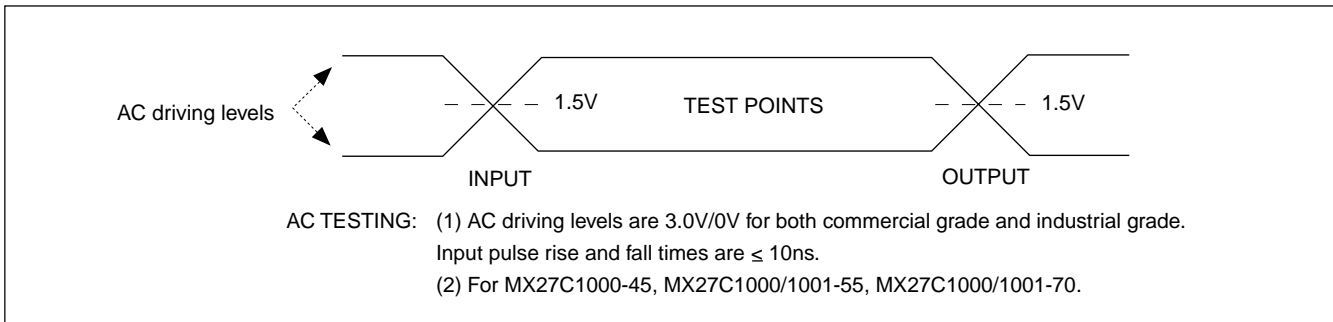 AC driving levels
1.5V
TEST POINTS
1.5V
INPUT
OUTPUT
AC TESTING: (1) AC driving levels are 3.0V/0V for both commercial grade and industrial grade.
Input pulse rise and fall times are ≤ 10ns.
(2) For MX27C1000-45, MX27C1000/1001-55, MX27C1000/1001-70.